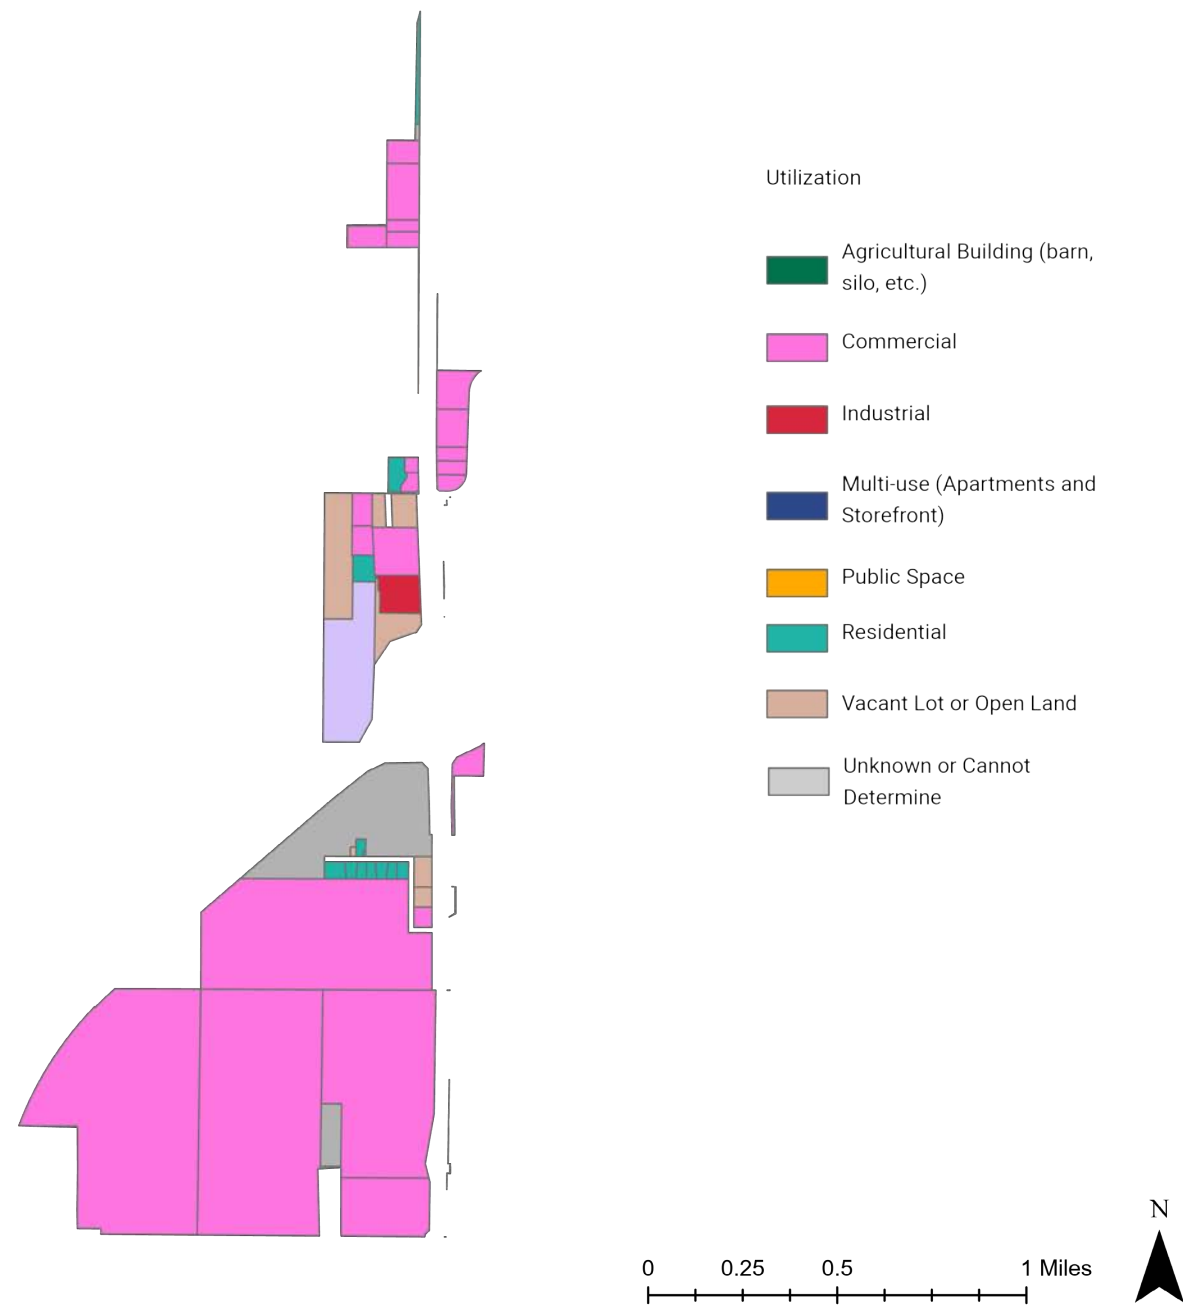 Utilization
Agricultural Building (barn,
silo, etc.)
Commercial
Industrial
Multi-use (Apartments and
Storefront)
Public Space
Residential
Vacant Lot or Open Land
Unknown or Cannot
Determine
N
0 0.25 0.5 1 Miles